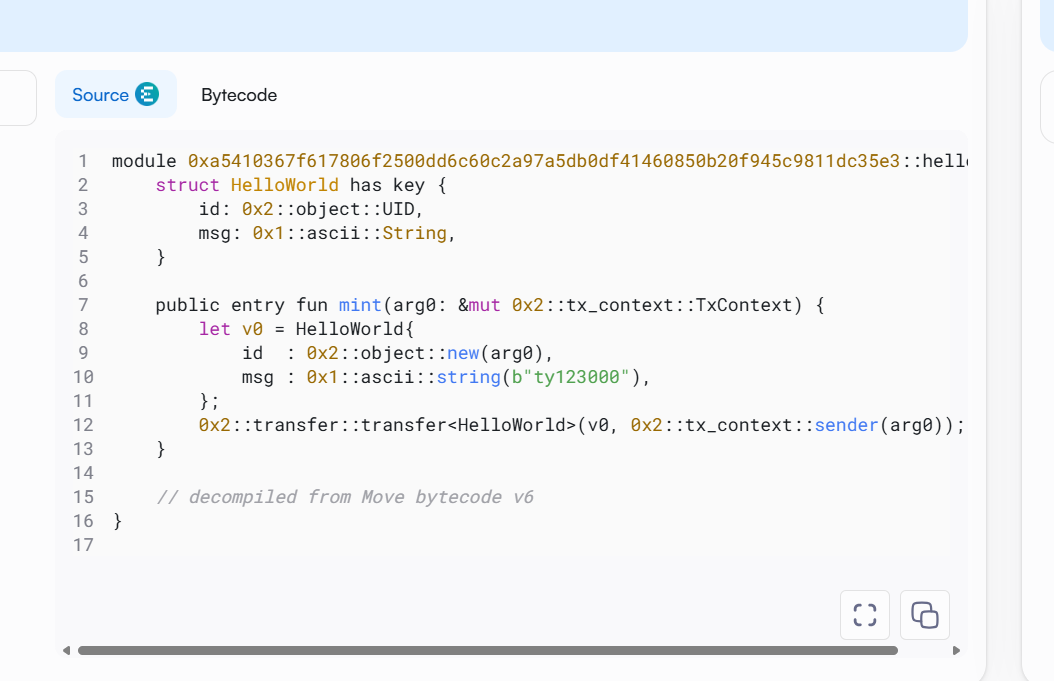 Source Bytecode
1 module 0xa5410367f617806f2500dd6c60c2a97a5db0df41460850b20f945c9811dc35e3::hello
2     struct HelloWorld has key {
3         id: 0x2::object::UID,
4         msg: 0x1::ascii::String,
5     }
6
7     public entry fun mint(arg0: &mut 0x2::tx_context::TxContext) {
8         let v0 = HelloWorld{
9             id  : 0x2::object::new(arg0),
10             msg : 0x1::ascii::string(b"ty123000"),
11         };
12         0x2::transfer::transfer<HelloWorld>(v0, 0x2::tx_context::sender(arg0));
13     }
14
15     // decompiled from Move bytecode v6
16 }
17